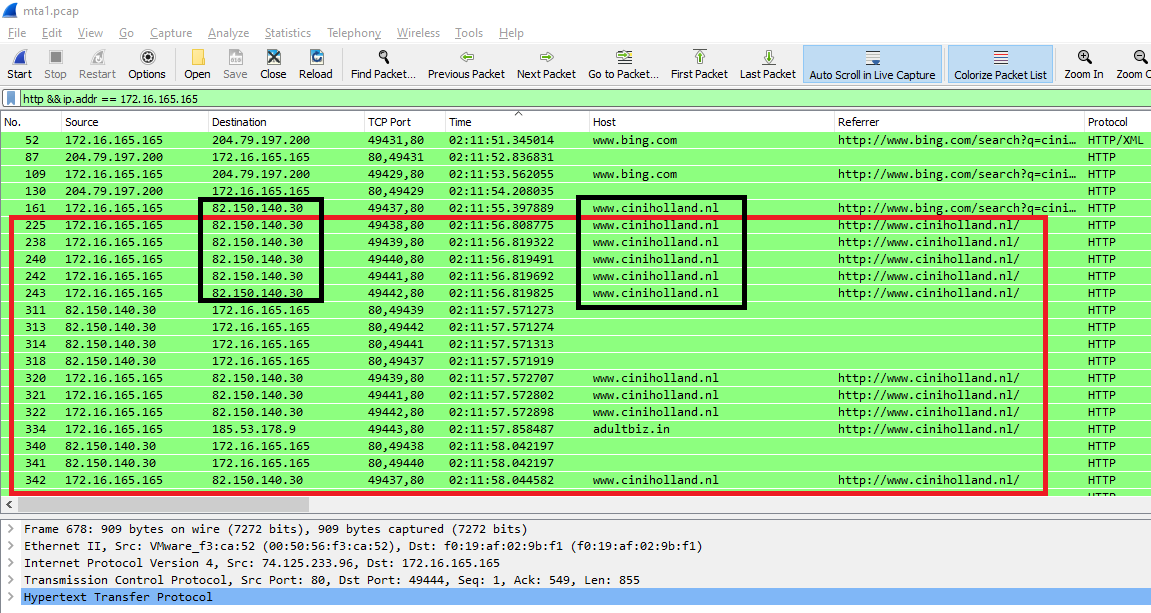 mta1.pcap
File Edit View Go Capture Analyze Statistics Telephony Wireless Tools Help
Start Stop Restart Options Open Save Close Reload Find Packet... Previous Packet Next Packet Go to Packet... First Packet Last Packet Auto Scroll in Live Capture Colorize Packet List Zoom In Zoom O
http && ip.addr == 172.16.165.165
No. Source Destination TCP Port Time Host Referrer Protocol
52 172.16.165.165 204.79.197.200 49431,80 02:11:51.345014 www.bing.com http://www.bing.com/search?q=cini… HTTP/XML
87 204.79.197.200 172.16.165.165 80,49431 02:11:52.836831 HTTP
109 172.16.165.165 204.79.197.200 49429,80 02:11:53.562055 www.bing.com http://www.bing.com/search?q=cini… HTTP
130 204.79.197.200 172.16.165.165 80,49429 02:11:54.208035 HTTP
161 172.16.165.165 82.150.140.30 49437,80 02:11:55.397889 www.ciniholland.nl http://www.bing.com/search?q=cini… HTTP
225 172.16.165.165 82.150.140.30 49438,80 02:11:56.808775 www.ciniholland.nl http://www.ciniholland.nl/ HTTP
238 172.16.165.165 82.150.140.30 49439,80 02:11:56.819322 www.ciniholland.nl http://www.ciniholland.nl/ HTTP
240 172.16.165.165 82.150.140.30 49440,80 02:11:56.819491 www.ciniholland.nl http://www.ciniholland.nl/ HTTP
242 172.16.165.165 82.150.140.30 49441,80 02:11:56.819692 www.ciniholland.nl http://www.ciniholland.nl/ HTTP
243 172.16.165.165 82.150.140.30 49442,80 02:11:56.819825 www.ciniholland.nl http://www.ciniholland.nl/ HTTP
311 82.150.140.30 172.16.165.165 80,49439 02:11:57.571273 HTTP
313 82.150.140.30 172.16.165.165 80,49442 02:11:57.571274 HTTP
314 82.150.140.30 172.16.165.165 80,49441 02:11:57.571313 HTTP
318 82.150.140.30 172.16.165.165 80,49437 02:11:57.571919 HTTP
320 172.16.165.165 82.150.140.30 49439,80 02:11:57.572707 www.ciniholland.nl http://www.ciniholland.nl/ HTTP
321 172.16.165.165 82.150.140.30 49441,80 02:11:57.572802 www.ciniholland.nl http://www.ciniholland.nl/ HTTP
322 172.16.165.165 82.150.140.30 49442,80 02:11:57.572898 www.ciniholland.nl http://www.ciniholland.nl/ HTTP
334 172.16.165.165 185.53.178.9 49443,80 02:11:57.858487 adultbiz.in http://www.ciniholland.nl/ HTTP
340 82.150.140.30 172.16.165.165 80,49438 02:11:58.042197 HTTP
341 82.150.140.30 172.16.165.165 80,49440 02:11:58.042197 HTTP
342 172.16.165.165 82.150.140.30 49437,80 02:11:58.044582 www.ciniholland.nl http://www.ciniholland.nl/ HTTP
Frame 678: 909 bytes on wire (7272 bits), 909 bytes captured (7272 bits)
Ethernet II, Src: VMware_f3:ca:52 (00:50:56:f3:ca:52), Dst: f0:19:af:02:9b:f1 (f0:19:af:02:9b:f1)
Internet Protocol Version 4, Src: 74.125.233.96, Dst: 172.16.165.165
Transmission Control Protocol, Src Port: 80, Dst Port: 49444, Seq: 1, Ack: 549, Len: 855
Hypertext Transfer Protocol